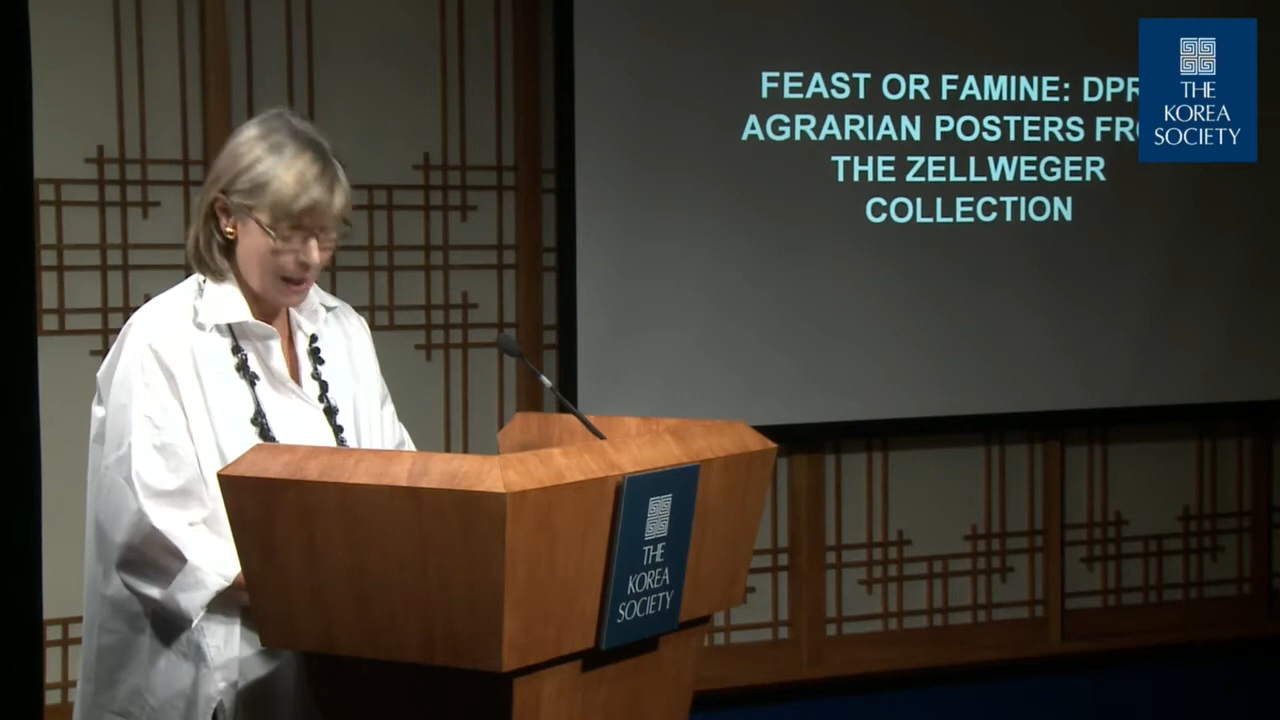 FEAST OR FAMINE: DPR
AGRARIAN POSTERS FRO
THE ZELLWEGER
COLLECTION
THE
KOREA
SOCIETY
THE
KOREA
SOCIETY